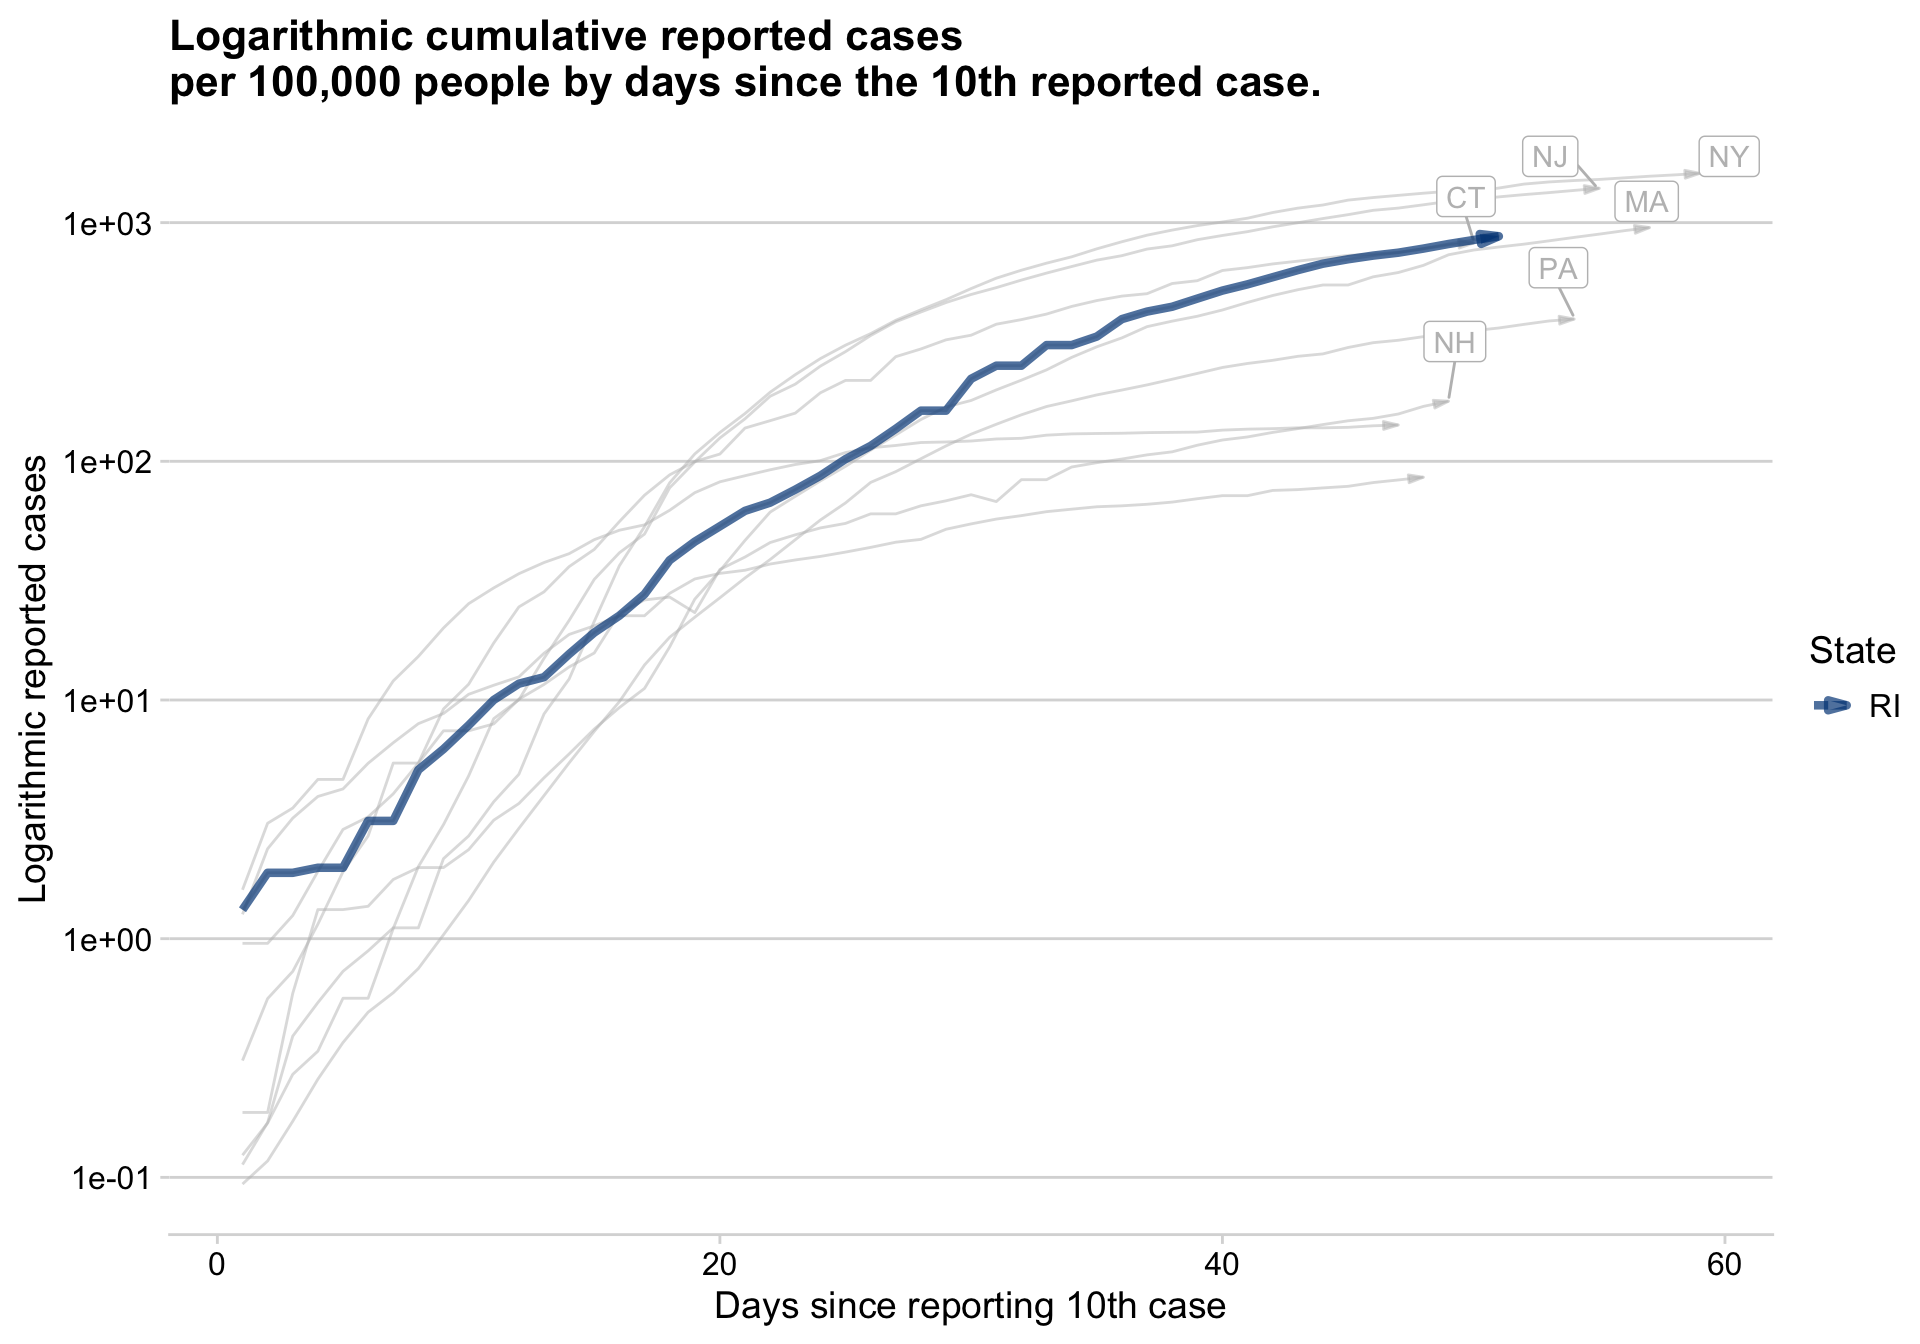 Logarithmic cumulative reported cases
per 100,000 people by days since the 10th reported case.
NJ
NY
CT
MA
PA
NH
1e+03
1e+02
1e+01
1e+00
1e-01
Logarithmic reported cases
0
20
40
60
Days since reporting 10th case
State
RI